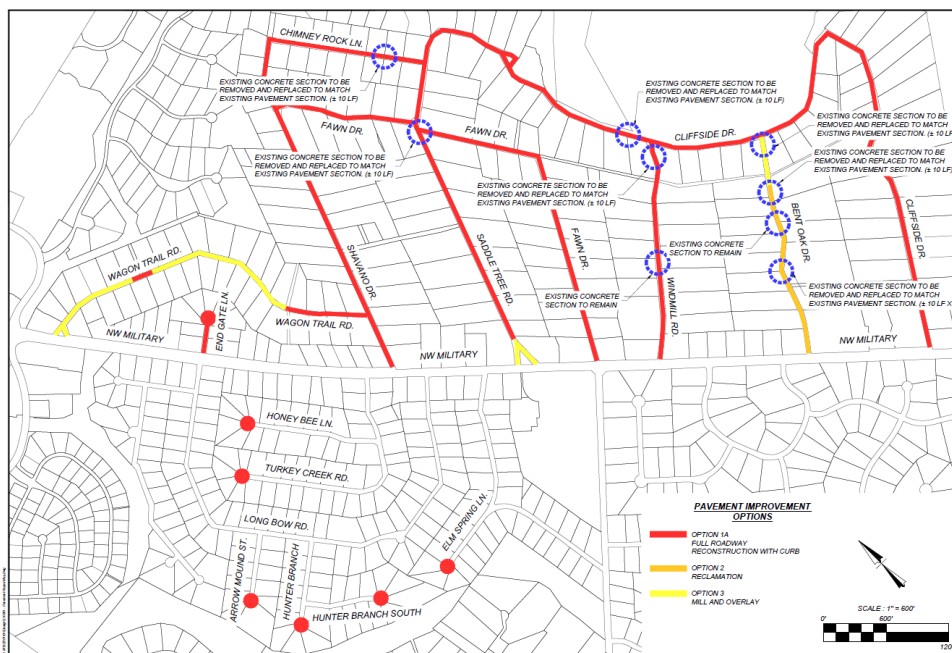 CHIMNEY ROCK LN.
EXISTING CONCRETE SECTION TO BE
REMOVED AND REPLACED TO MATCH
EXISTING PAVEMENT SECTION. (± 10 LF)
EXISTING CONCRETE SECTION TO BE
REMOVED AND REPLACED TO MATCH
EXISTING PAVEMENT SECTION. (± 10 LF)
EXISTING CONCRETE SECTION TO BE
REMOVED AND REPLACED TO MATCH
EXISTING PAVEMENT SECTION. (± 10 LF
FAWN DR.
FAWN DR.
CLIFFSIDE DR.
EXISTING CONCRETE SECTION TO BE
REMOVED AND REPLACED TO MATCH
EXISTING PAVEMENT SECTION. (± 10 LF)
EXISTING CONCRETE SECTION TO BE
REMOVED AND REPLACED TO MATCH
EXISTING PAVEMENT SECTION. (± 10 LF)
EXISTING CONCRETE SECTION TO BE
REMOVED AND REPLACED TO MATCH
EXISTING PAVEMENT SECTION. (± 10 LF)
WAGON TRAIL RD.
SHAVANO DR.
SADDLE TREE RD.
FAWN DR.
EXISTING CONCRETE
SECTION TO REMAIN
BENT OAK DR.
CLIFFSIDE DR.
EXISTING CONCRETE
SECTION TO REMAIN
WINDMILL RD.
EXISTING CONCRETE SECTION TO BE
REMOVED AND REPLACED TO MATCH
EXISTING PAVEMENT SECTION. (± 10 LF X
NW MILITARY
END GATE LN.
WAGON TRAIL RD.
NW MILITARY
NW MILITARY
HONEY BEE LN.
TURKEY CREEK RD.
LONG BOW RD.
ELM SPRING LN.
ARROW MOUND ST.
HUNTER BRANCH
HUNTER BRANCH SOUTH
PAVEMENT IMPROVEMENT
OPTIONS
OPTION 1A
FULL ROADWAY
RECONSTRUCTION WITH CURB
OPTION 2
RECLAMATION
OPTION 3
MILL AND OVERLAY
SCALE : 1" = 600'
0'
600'
120